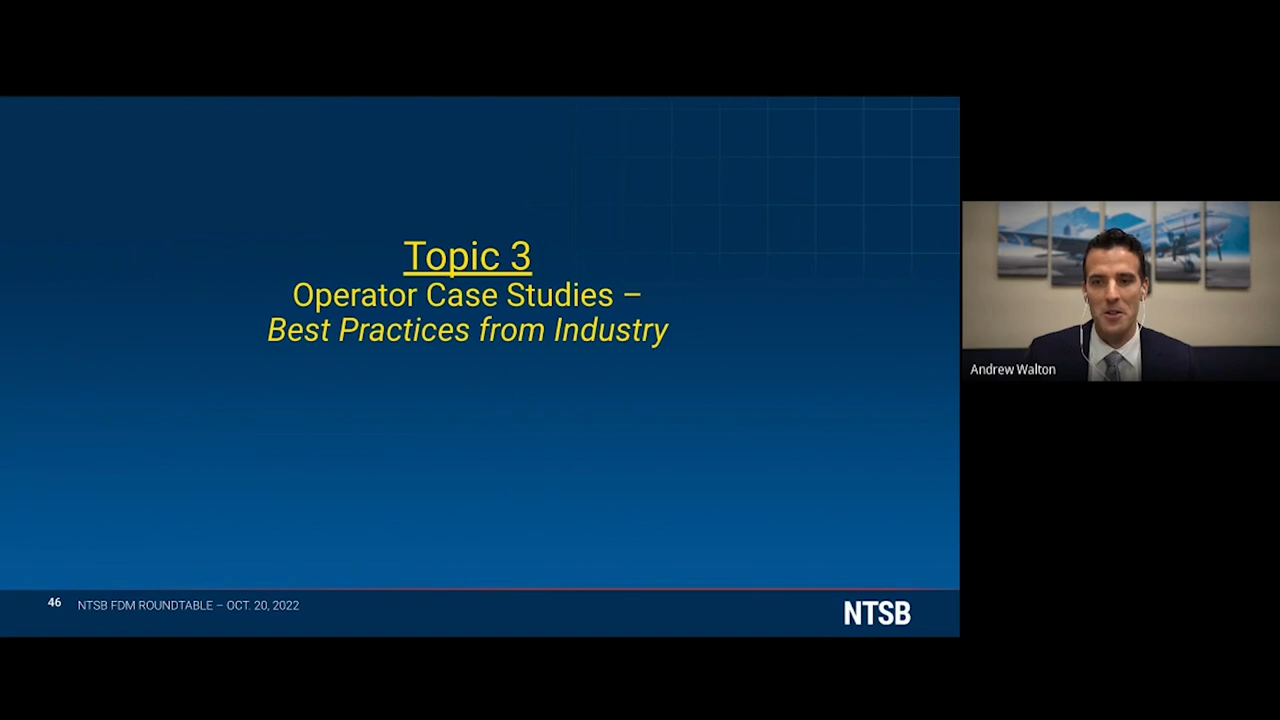 Topic 3
Operator Case Studies –
Best Practices from Industry
46 NTSB FDM ROUNDTABLE – OCT. 20, 2022
NTSB
Andrew Walton